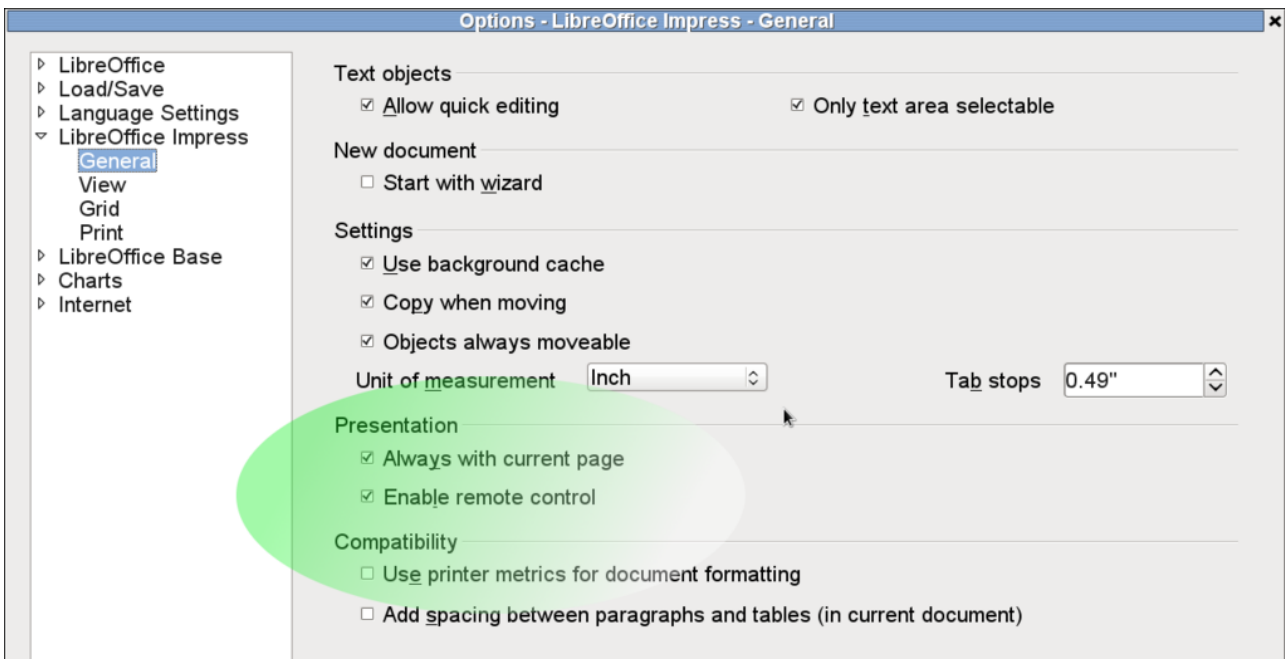 Options - LibreOffice Impress - General
LibreOffice
Load/Save
Language Settings
LibreOffice Impress
General
View
Grid
Print
LibreOffice Base
Charts
Internet
Text objects
Allow quick editing
Only text area selectable
New document
Start with wizard
Settings
Use background cache
Copy when moving
Objects always moveable
Unit of measurement Inch Tab stops 0.49"
Presentation
Always with current page
Enable remote control
Compatibility
Use printer metrics for document formatting
Add spacing between paragraphs and tables (in current document)